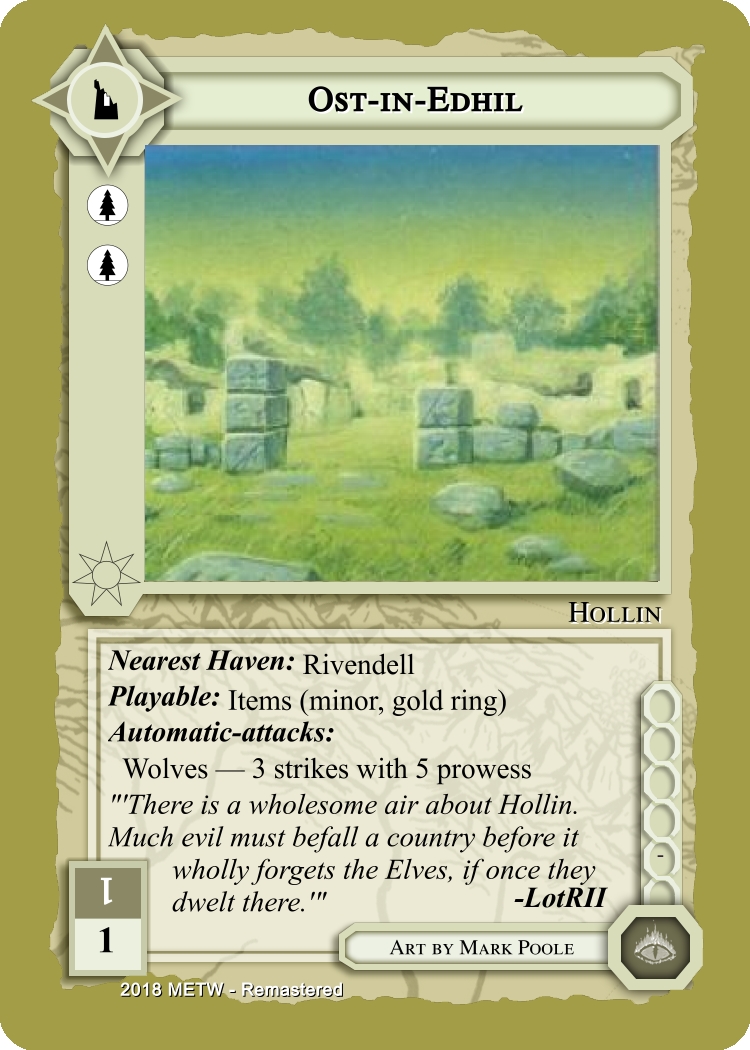 Ost-in-Edhil
Hollin
Nearest Haven: Rivendell
Playable: Items (minor, gold ring)
Automatic-attacks:
Wolves — 3 strikes with 5 prowess
"'There is a wholesome air about Hollin.
Much evil must befall a country before it
wholly forgets the Elves, if once they
dwelt there.'"
-LotRII
-
1
1
Art by Mark Poole
2018 METW - Remastered